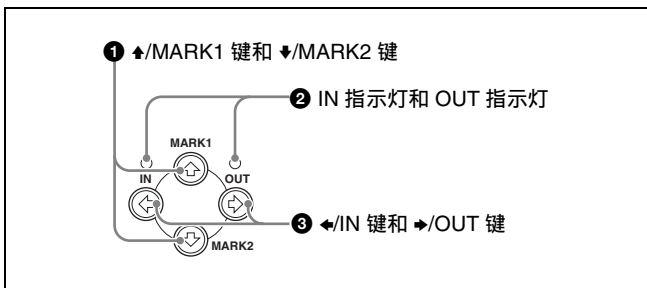 ❶ ⬆/MARK1 键和 ⬇/MARK2 键
❷ IN 指示灯和 OUT 指示灯
MARK1
IN OUT
❸ ⬅/IN 键和 ➡/OUT 键
MARK2